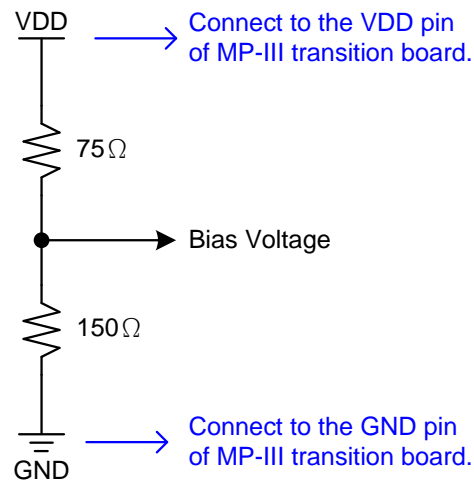 VDD
Connect to the VDD pin
of MP-III transition board.
75Ω
Bias Voltage
150Ω
Connect to the GND pin
of MP-III transition board.
GND